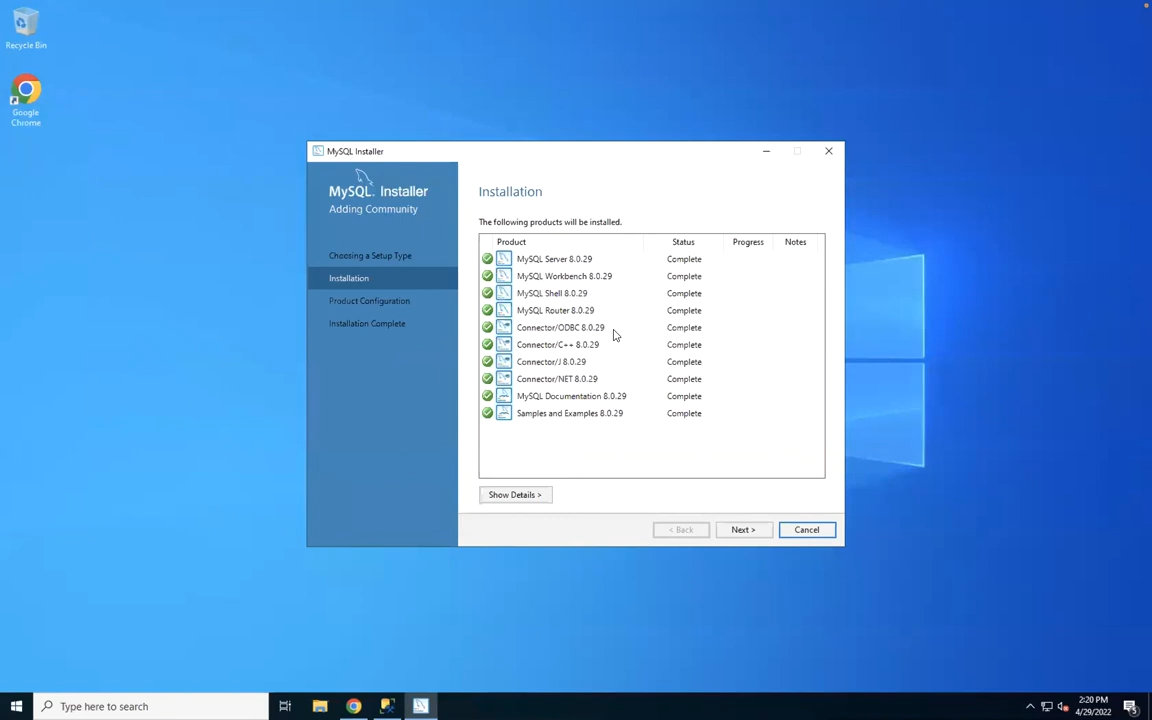 Recycle Bin
Google
Chrome
MySQL Installer
MySQL. Installer
Adding Community
Choosing a Setup Type
Installation
Product Configuration
Installation Complete
Installation
The following products will be installed.
Product Status Progress Notes
MySQL Server 8.0.29 Complete
MySQL Workbench 8.0.29 Complete
MySQL Shell 8.0.29 Complete
MySQL Router 8.0.29 Complete
Connector/ODBC 8.0.29 Complete
Connector/C++ 8.0.29 Complete
Connector/J 8.0.29 Complete
Connector/NET 8.0.29 Complete
MySQL Documentation 8.0.29 Complete
Samples and Examples 8.0.29 Complete
Show Details >
< Back Next > Cancel
Type here to search
2:20 PM
4/29/2022
5